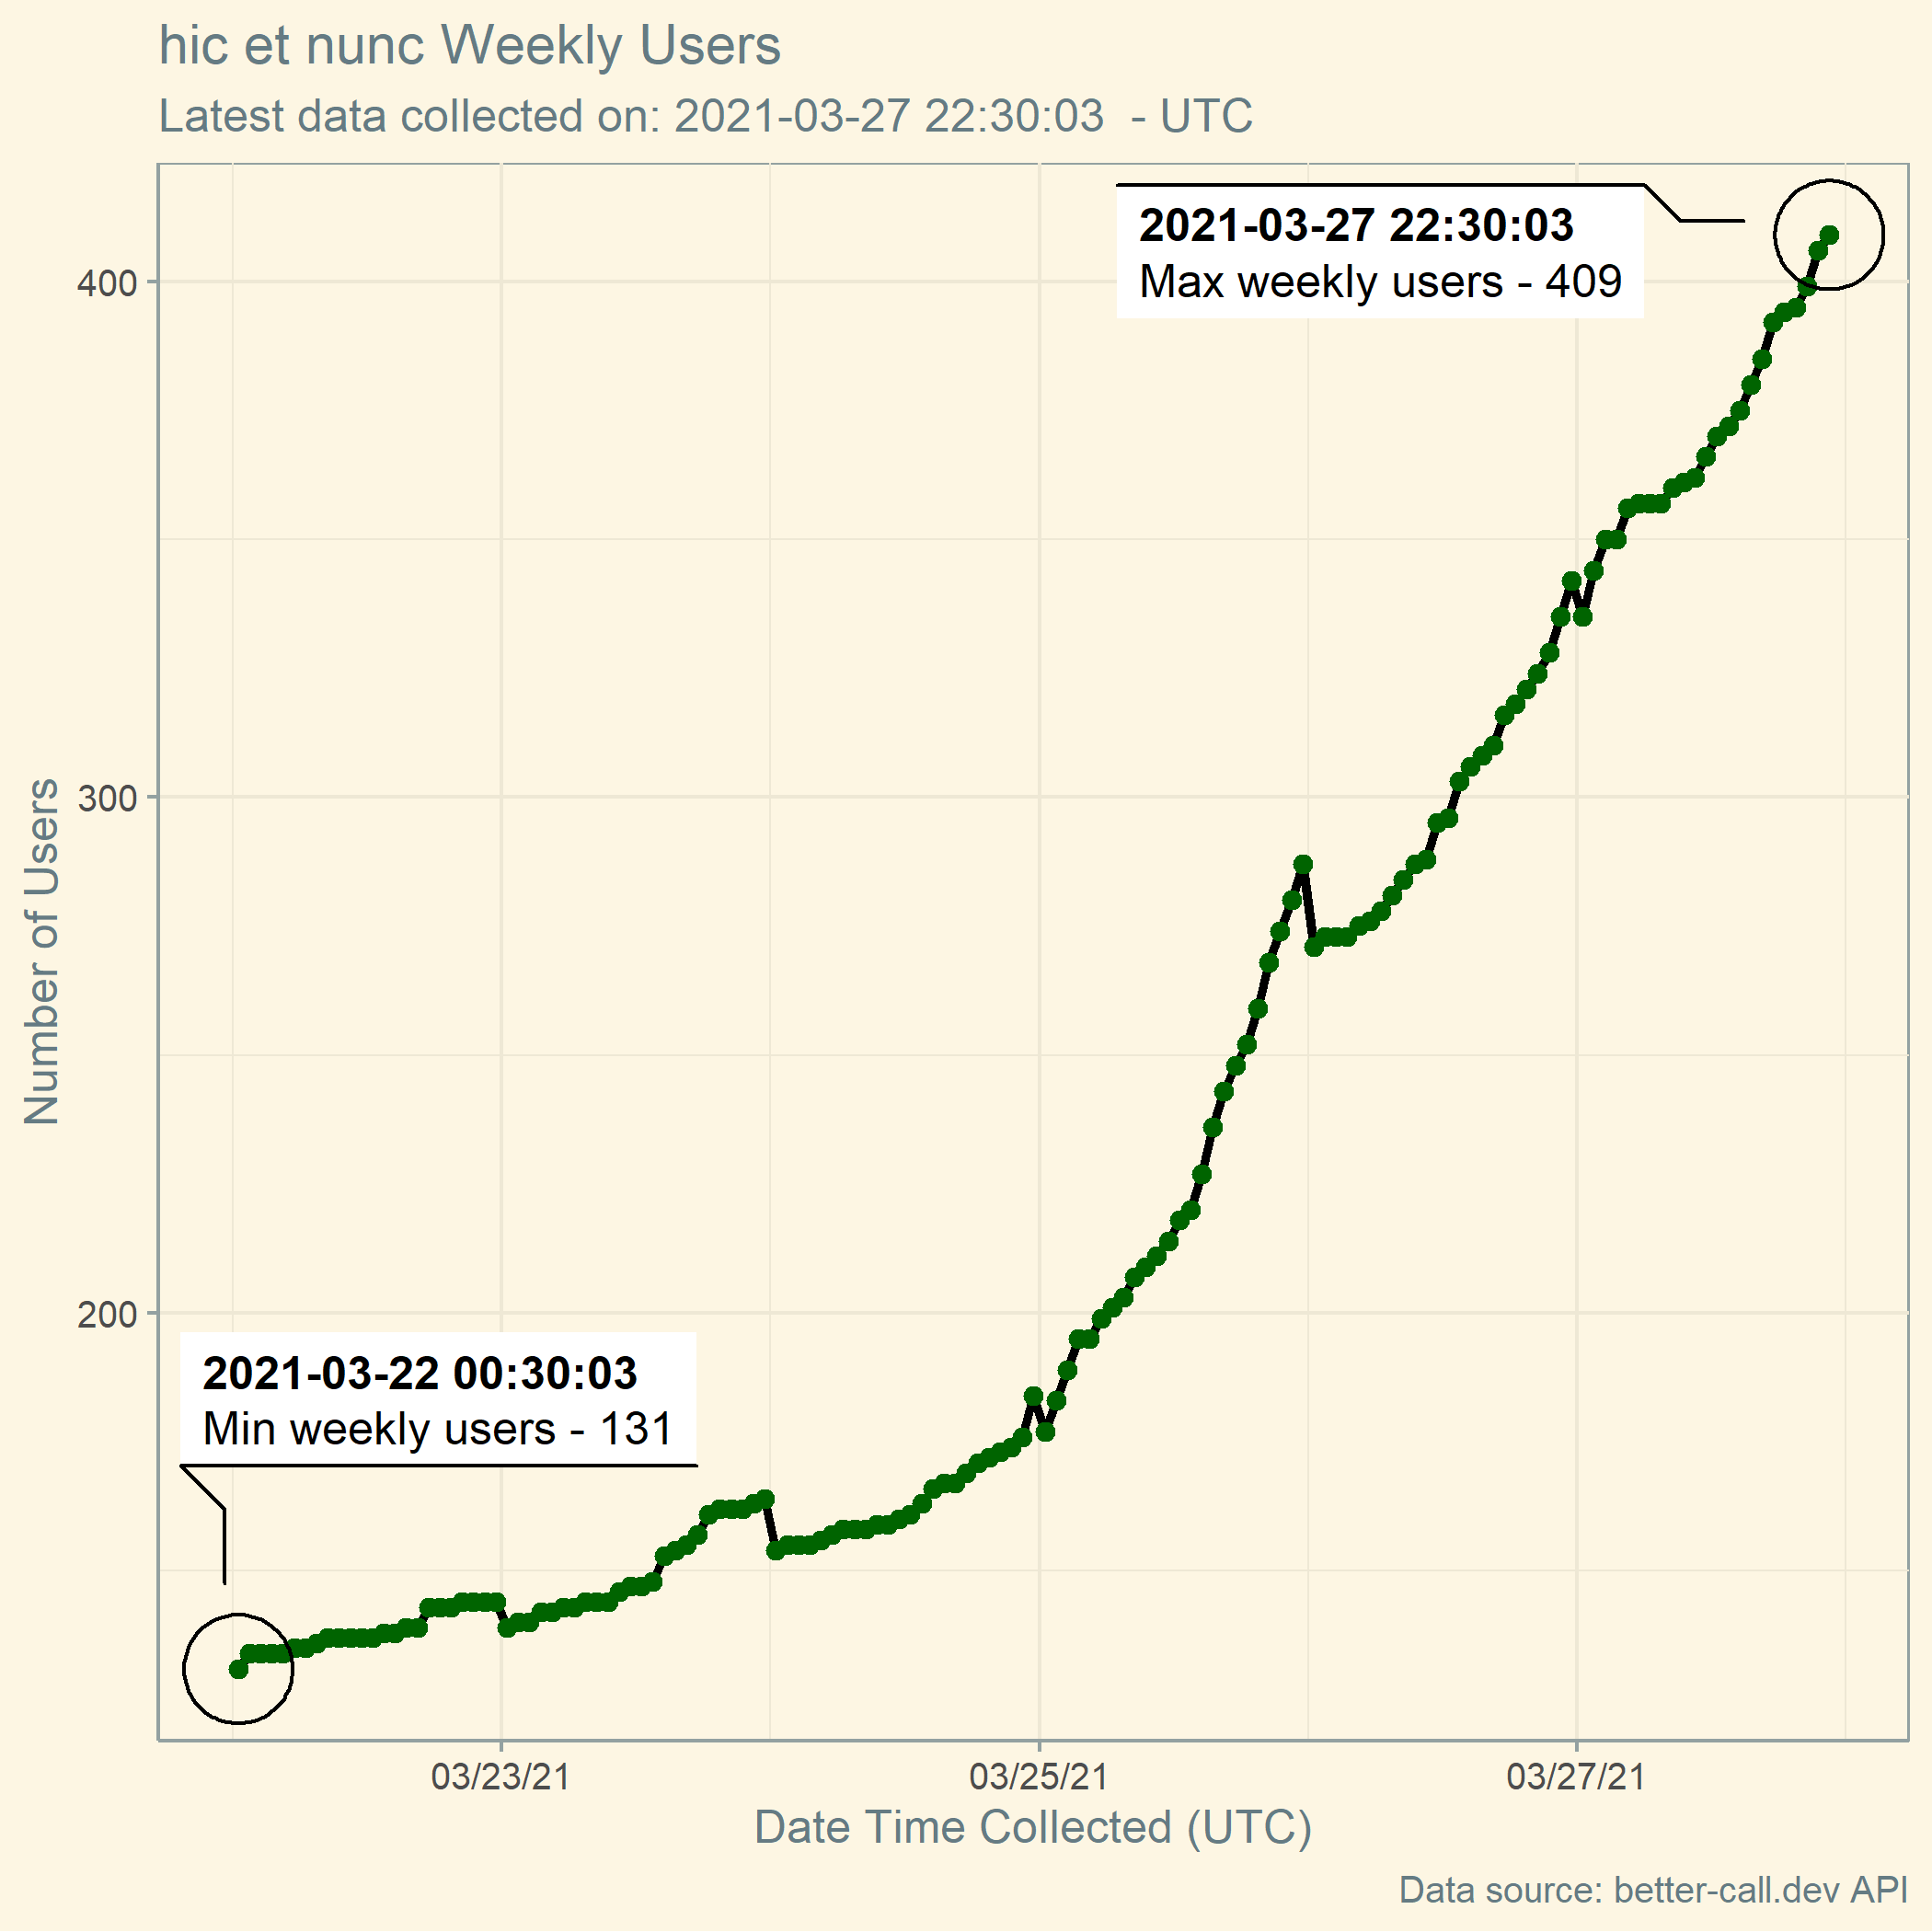 hic et nunc Weekly Users
Latest data collected on: 2021-03-27 22:30:03  - UTC
2021-03-27 22:30:03
Max weekly users - 409
400
300
200
Number of Users
2021-03-22 00:30:03
Min weekly users - 131
03/23/21
03/25/21
03/27/21
Date Time Collected (UTC)
Data source: better-call.dev API